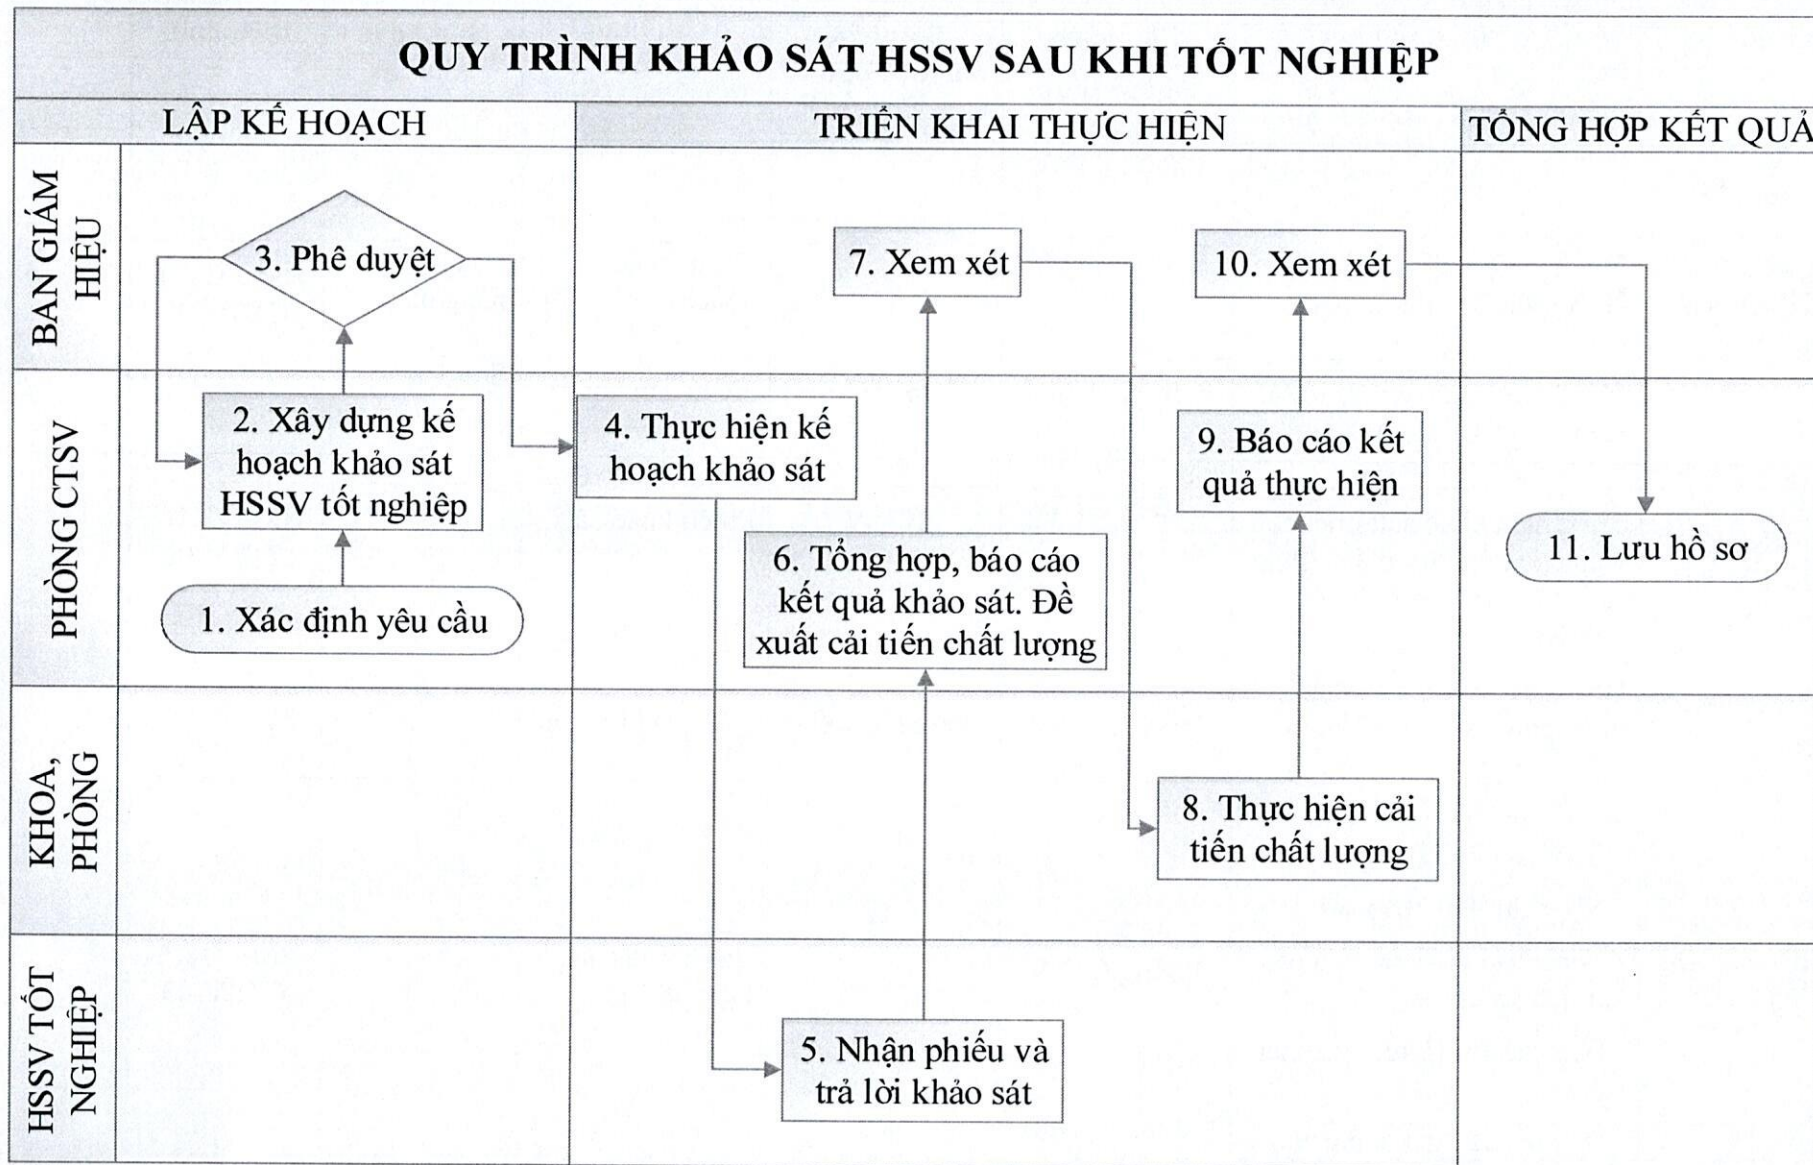 QUY TRÌNH KHẢO SÁT HSSV SAU KHI TỐT NGHIỆP
LẬP KẾ HOẠCH
TRIỂN KHAI THỰC HIỆN
TỔNG HỢP KẾT QUẢ
BAN GIÁM
HIỆU
3. Phê duyệt
7. Xem xét
10. Xem xét
PHÒNG CTSV
2. Xây dựng kế
hoạch khảo sát
HSSV tốt nghiệp
4. Thực hiện kế
hoạch khảo sát
9. Báo cáo kết
quả thực hiện
1. Xác định yêu cầu
6. Tổng hợp, báo cáo
kết quả khảo sát. Đề
xuất cải tiến chất lượng
11. Lưu hồ sơ
KHOA,
PHÒNG
8. Thực hiện cải
tiến chất lượng
HSSV TỐT
NGHIỆP
5. Nhận phiếu và
trả lời khảo sát